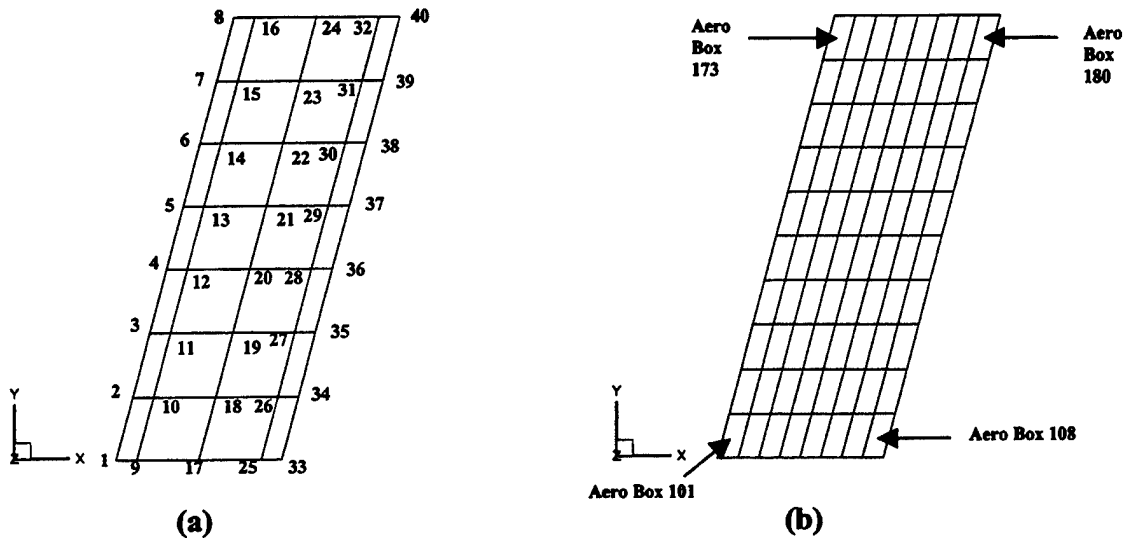 8 16 24 32 40
7 15 23 31 39
6 14 22 30 38
5 13 21 29 37
4 12 20 28 36
3 11 19 27 35
2 10 18 26 34
1 9 17 25 33
Y
Z X
(a)
Aero
Box
173
Aero
Box
180
Y
Z X
Aero Box 108
Aero Box 101
(b)